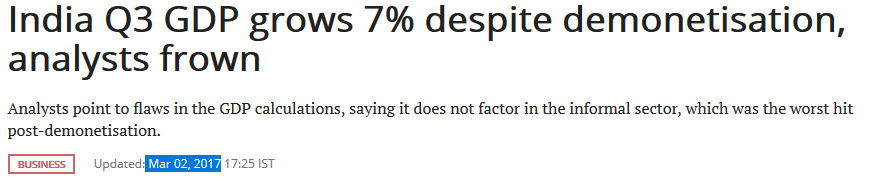 India Q3 GDP grows 7% despite demonetisation,
analysts frown
Analysts point to flaws in the GDP calculations, saying it does not factor in the informal sector, which was the worst hit
post-demonetisation.
BUSINESS Updated: Mar 02, 2017 17:25 IST